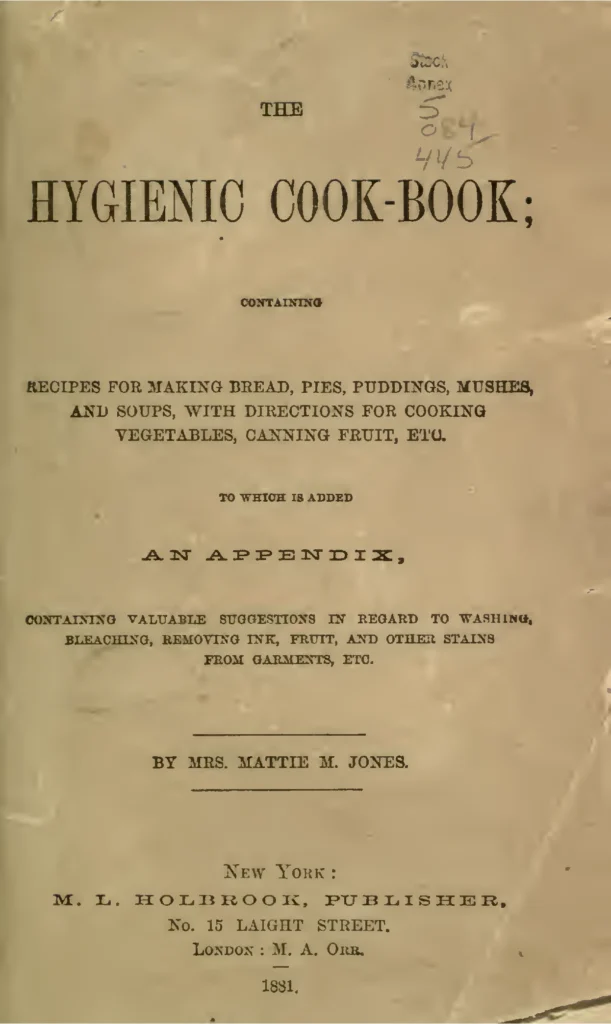 Stock
Annex
5
084
445
THE
HYGIENIC COOK-BOOK;
CONTAINING
RECIPES FOR MAKING BREAD, PIES, PUDDINGS, MUSHES,
AND SOUPS, WITH DIRECTIONS FOR COOKING
VEGETABLES, CANNING FRUIT, ETC.
TO WHICH IS ADDED
AN APPENDIX,
CONTAINING VALUABLE SUGGESTIONS IN REGARD TO WASHING,
BLEACHING, REMOVING INK, FRUIT, AND OTHER STAINS
FROM GARMENTS, ETC.
BY MRS. MATTIE M. JONES.
NEW YORK:
M. L. HOLBROOK, PUBLISHER,
No. 15 LAIGHT STREET.
LONDON: M. A. ORR.
1881.